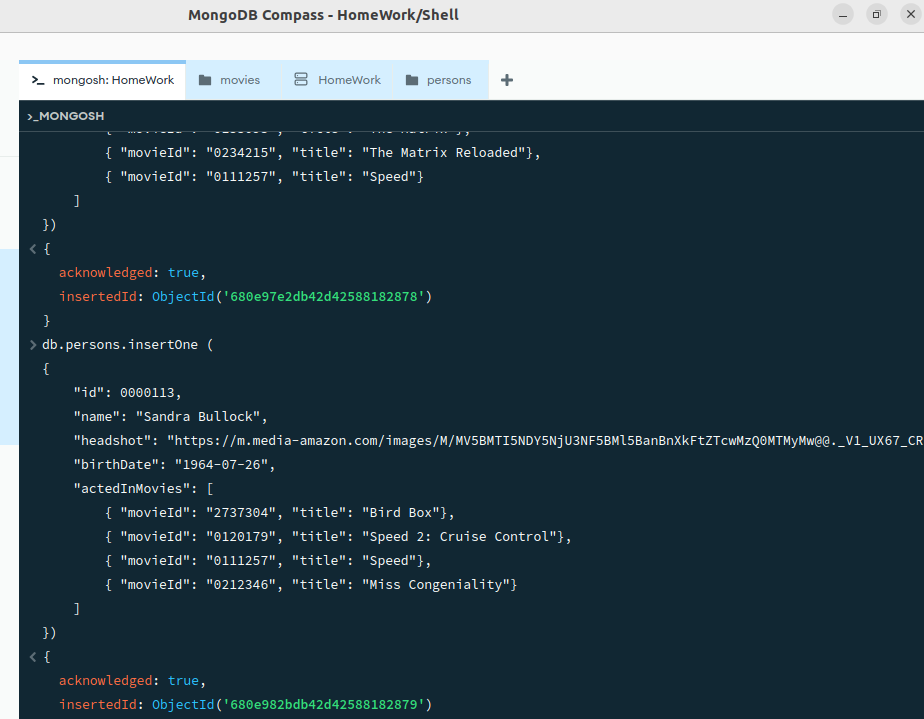 MongoDB Compass - HomeWork/Shell
>_ mongosh: HomeWork movies HomeWork persons +
>_MONGOSH
{ "movieId": "0234215", "title": "The Matrix Reloaded"},
{ "movieId": "0111257", "title": "Speed"}
]
})
< {
acknowledged: true,
insertedId: ObjectId('680e97e2db42d42588182878')
}
> db.persons.insertOne (
{
"id": 0000113,
"name": "Sandra Bullock",
"headshot": "https://m.media-amazon.com/images/M/MV5BMTI5NDY5NjU3NF5BMl5BanBnXkFtZTcwMzQ0MTMyMw@@._V1_UX67_CR
"birthDate": "1964-07-26",
"actedInMovies": [
{ "movieId": "2737304", "title": "Bird Box"},
{ "movieId": "0120179", "title": "Speed 2: Cruise Control"},
{ "movieId": "0111257", "title": "Speed"},
{ "movieId": "0212346", "title": "Miss Congeniality"}
]
})
< {
acknowledged: true,
insertedId: ObjectId('680e982bdb42d42588182879')